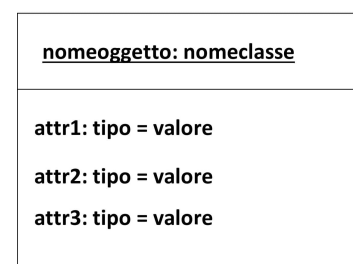 nomeoggetto: nomeclasse
attr1: tipo = valore
attr2: tipo = valore
attr3: tipo = valore